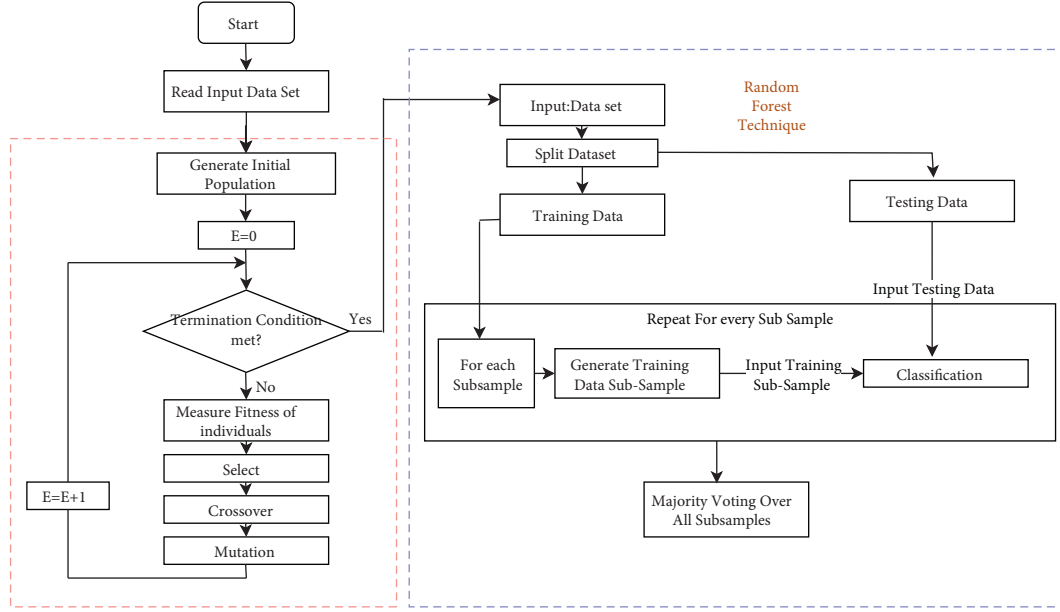 Start
Read Input Data Set
Generate Initial
Population
E=0
Termination Condition
met?
Yes
No
Measure Fitness of
individuals
Select
Crossover
Mutation
E=E+1
Random
Forest
Technique
Input:Data set
Split Dataset
Training Data
Testing Data
Input Testing Data
Repeat For every Sub Sample
For each
Subsample
Generate Training
Data Sub-Sample
Input Training
Sub-Sample
Classification
Majority Voting Over
All Subsamples